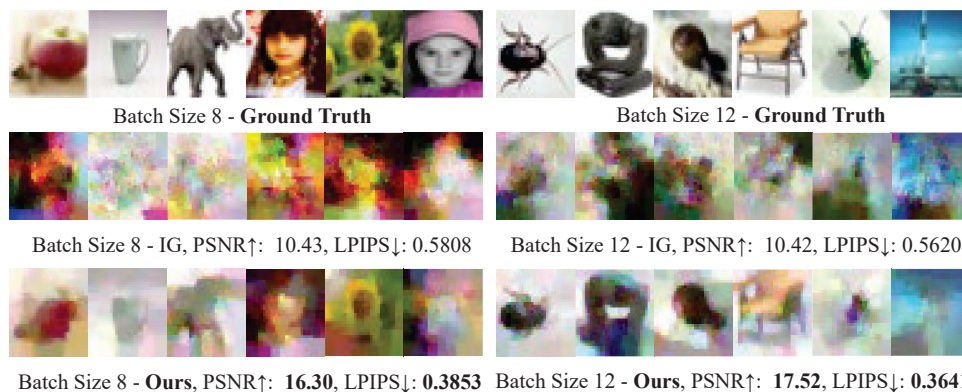 Batch Size 8 - Ground Truth
Batch Size 12 - Ground Truth
Batch Size 8 - IG, PSNR↑: 10.43, LPIPS↓: 0.5808
Batch Size 12 - IG, PSNR↑: 10.42, LPIPS↓: 0.5620
Batch Size 8 - Ours, PSNR↑: 16.30, LPIPS↓: 0.3853
Batch Size 12 - Ours, PSNR↑: 17.52, LPIPS↓: 0.364